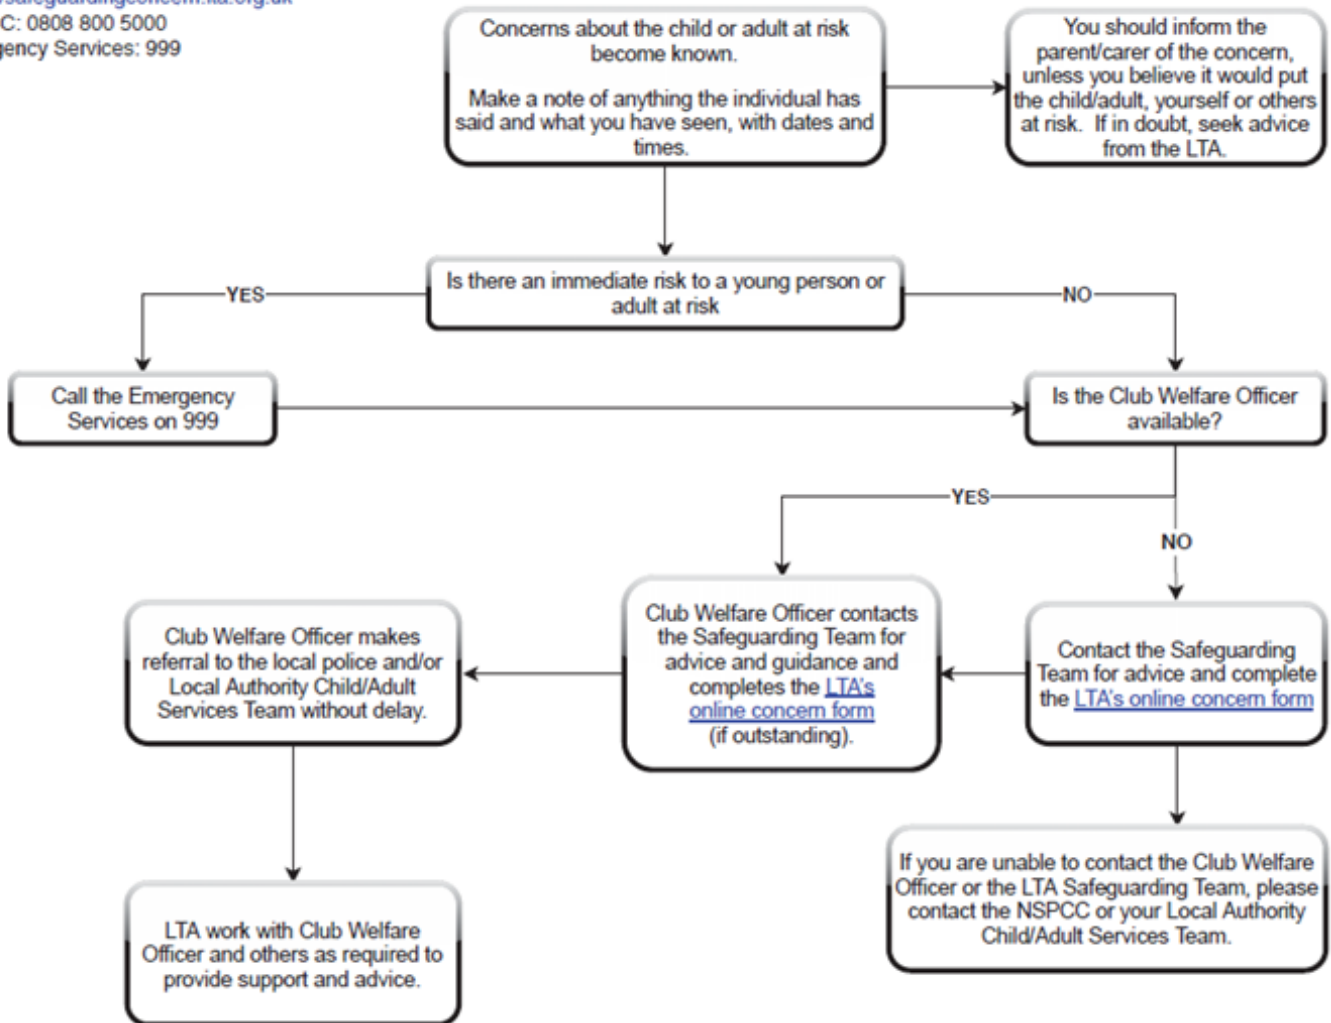 safeguardingconcern.lta.org.uk
C: 0808 800 5000
gency Services: 999
Concerns about the child or adult at risk
become known.
Make a note of anything the individual has
said and what you have seen, with dates and
times.
You should inform the
parent/carer of the concern,
unless you believe it would put
the child/adult, yourself or others
at risk. If in doubt, seek advice
from the LTA.
Is there an immediate risk to a young person or
adult at risk
YES
NO
Call the Emergency
Services on 999
Is the Club Welfare Officer
available?
YES
NO
Club Welfare Officer makes
referral to the local police and/or
Local Authority Child/Adult
Services Team without delay.
Club Welfare Officer contacts
the Safeguarding Team for
advice and guidance and
completes the LTA's
online concern form
(if outstanding).
Contact the Safeguarding
Team for advice and complete
the LTA's online concern form
LTA work with Club Welfare
Officer and others as required to
provide support and advice.
If you are unable to contact the Club Welfare
Officer or the LTA Safeguarding Team, please
contact the NSPCC or your Local Authority
Child/Adult Services Team.